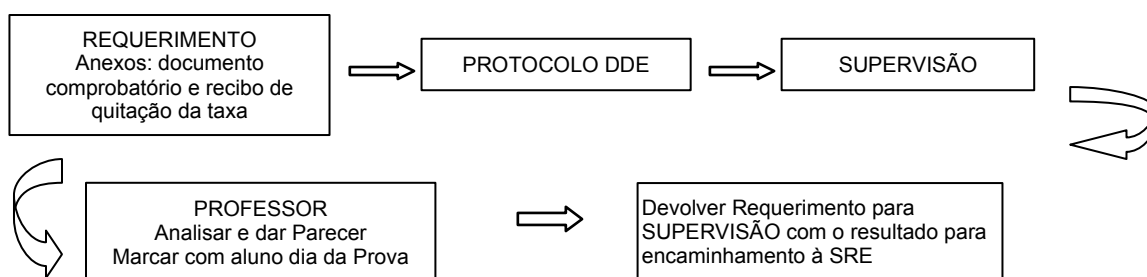 REQUERIMENTO
Anexos: documento
comprobatório e recibo de
quitação da taxa
PROTOCOLO DDE
SUPERVISÃO
PROFESSOR
Analisar e dar Parecer
Marcar com aluno dia da Prova
Devolver Requerimento para
SUPERVISÃO com o resultado para
encaminhamento à SRE